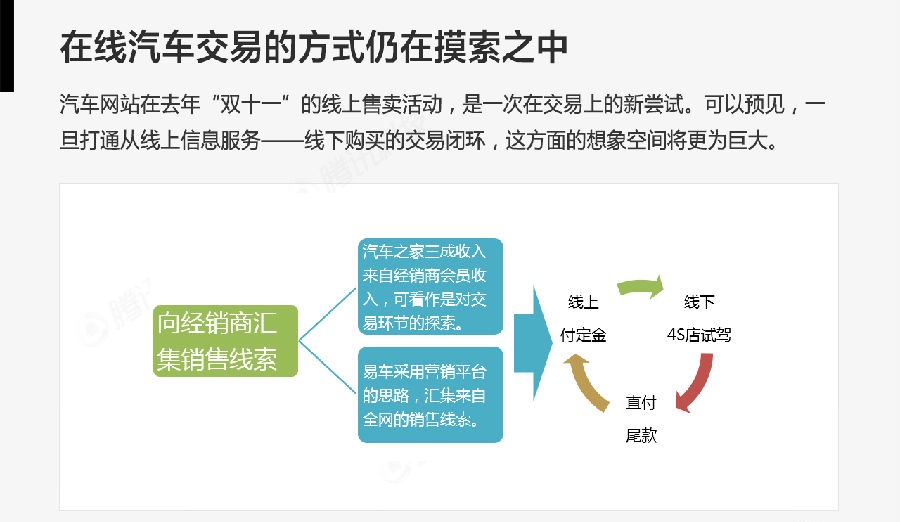 在线汽车交易的方式仍在摸索之中
汽车网站在去年“双十一”的线上售卖活动，是一次在交易上的新尝试。可以预见，一
旦打通从线上信息服务——线下购买的交易闭环，这方面的想象空间将更为巨大。
向经销商汇
集销售线索
汽车之家三成收入
来自经销商会员收
入，可看作是对交
易环节的探索。
易车采用营销平台
的思路，汇集来自
全网的销售线索。
线上
付定金
线下
4S店试驾
直付
尾款